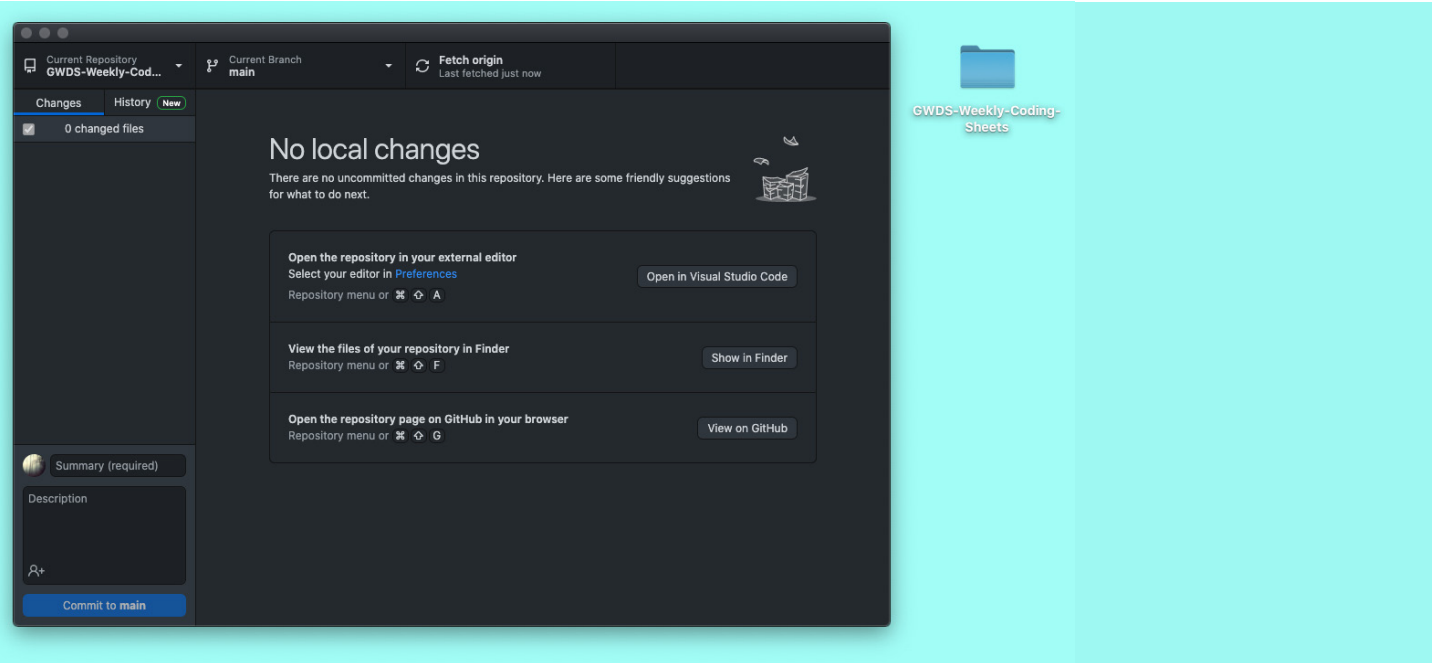 Current Repository
GWDS-Weekly-Cod...
Current Branch
main
Fetch origin
Last fetched just now
Changes
History New
0 changed files
No local changes
There are no uncommitted changes in this repository. Here are some friendly suggestions
for what to do next.
Open the repository in your external editor
Select your editor in Preferences
Repository menu or ⌘ ⇧ A
Open in Visual Studio Code
View the files of your repository in Finder
Repository menu or ⌘ ⇧ F
Show in Finder
Open the repository page on GitHub in your browser
Repository menu or ⌘ ⇧ G
View on GitHub
Summary (required)
Description
Commit to main
GWDS-Weekly-Coding-
Sheets